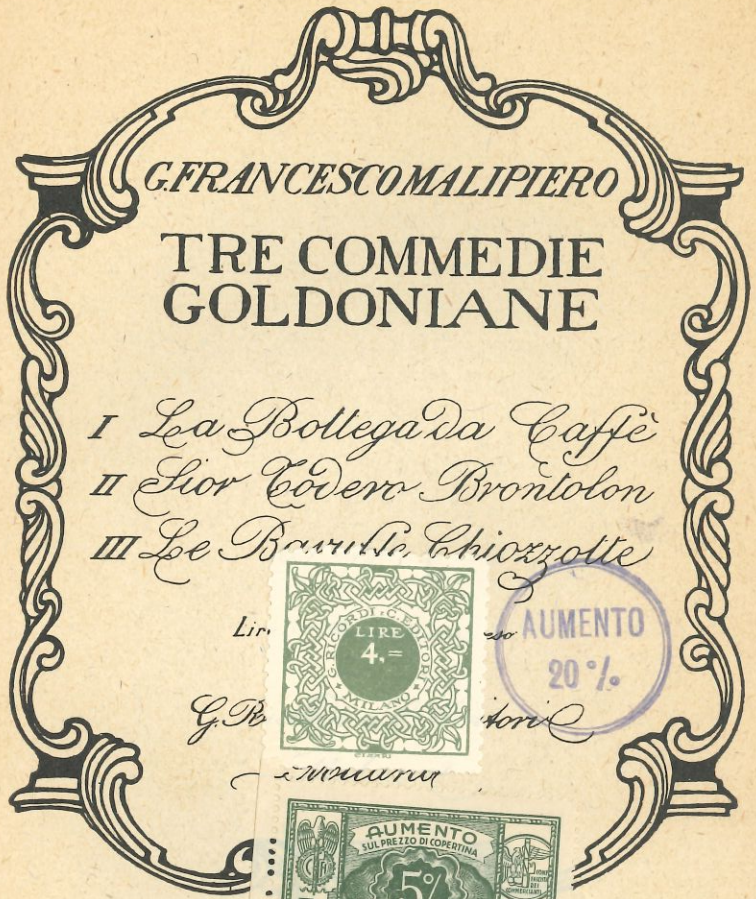 G. FRANCESCO MALIPIERO
TRE COMMEDIE
GOLDONIANE
I La Bottega da Caffè
II Sior Tòdero Brontolon
III Le Baruffe Chiozzotte
AUMENTO
20%
G. RICORDI & C. EDITORI
LIRE
4.=
MILANO
AUMENTO
SUL PREZZO DI COPERTINA
5%